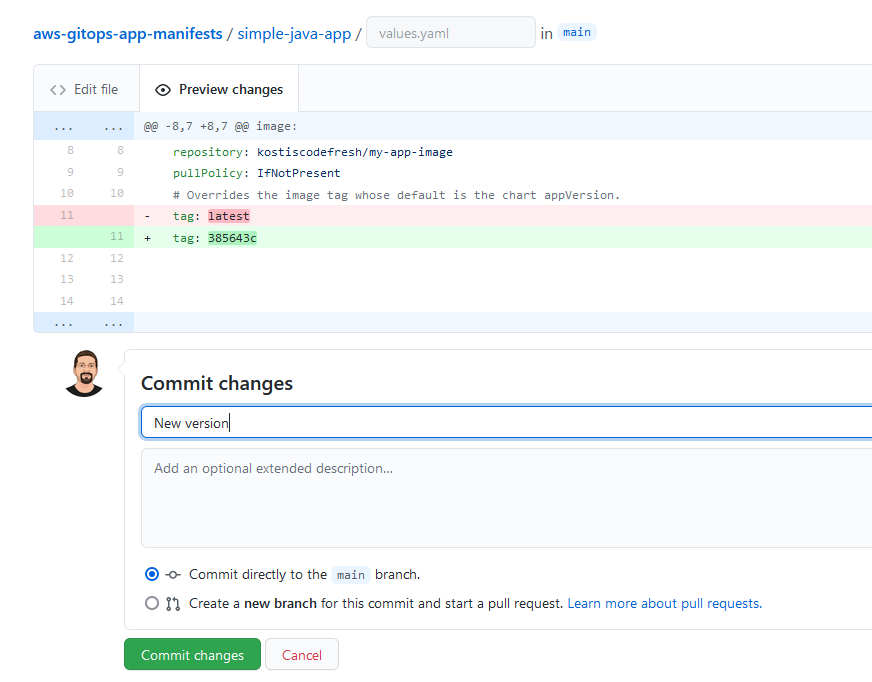 aws-gitops-app-manifests / simple-java-app / values.yaml in main
Edit file Preview changes
... ... @@ -8,7 +8,7 @@ image:
8 8 repository: kostiscodefresh/my-app-image
9 9 pullPolicy: IfNotPresent
10 10 # Overrides the image tag whose default is the chart appVersion.
11 - tag: latest
11 + tag: 385643c
12 12
13 13
14 14
... ...
Commit changes
New version
Add an optional extended description...
Commit directly to the main branch.
Create a new branch for this commit and start a pull request. Learn more about pull requests.
Commit changes Cancel